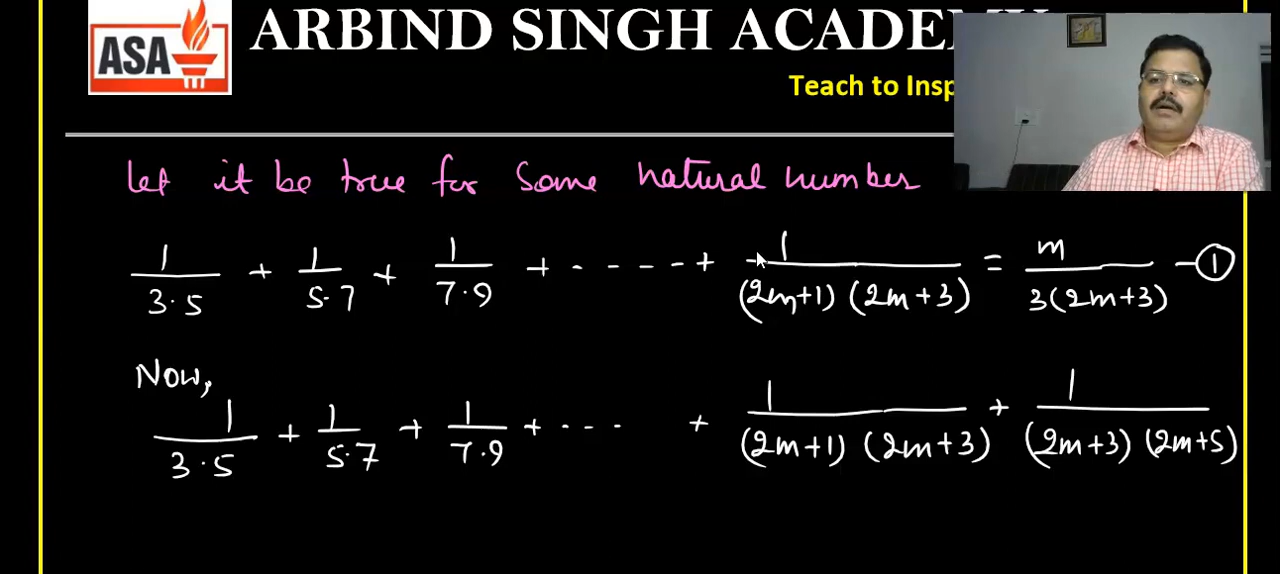 ASA
ARBIND SINGH ACADEMY
Teach to Insp
Let it be true for some natural number
1/(3·5) + 1/(5·7) + 1/(7·9) + ----- + 1/((2m+1)(2m+3)) = m/(3(2m+3)) —①
Now,
1/(3·5) + 1/(5·7) + 1/(7·9) + ... + 1/((2m+1)(2m+3)) + 1/((2m+3)(2m+5))